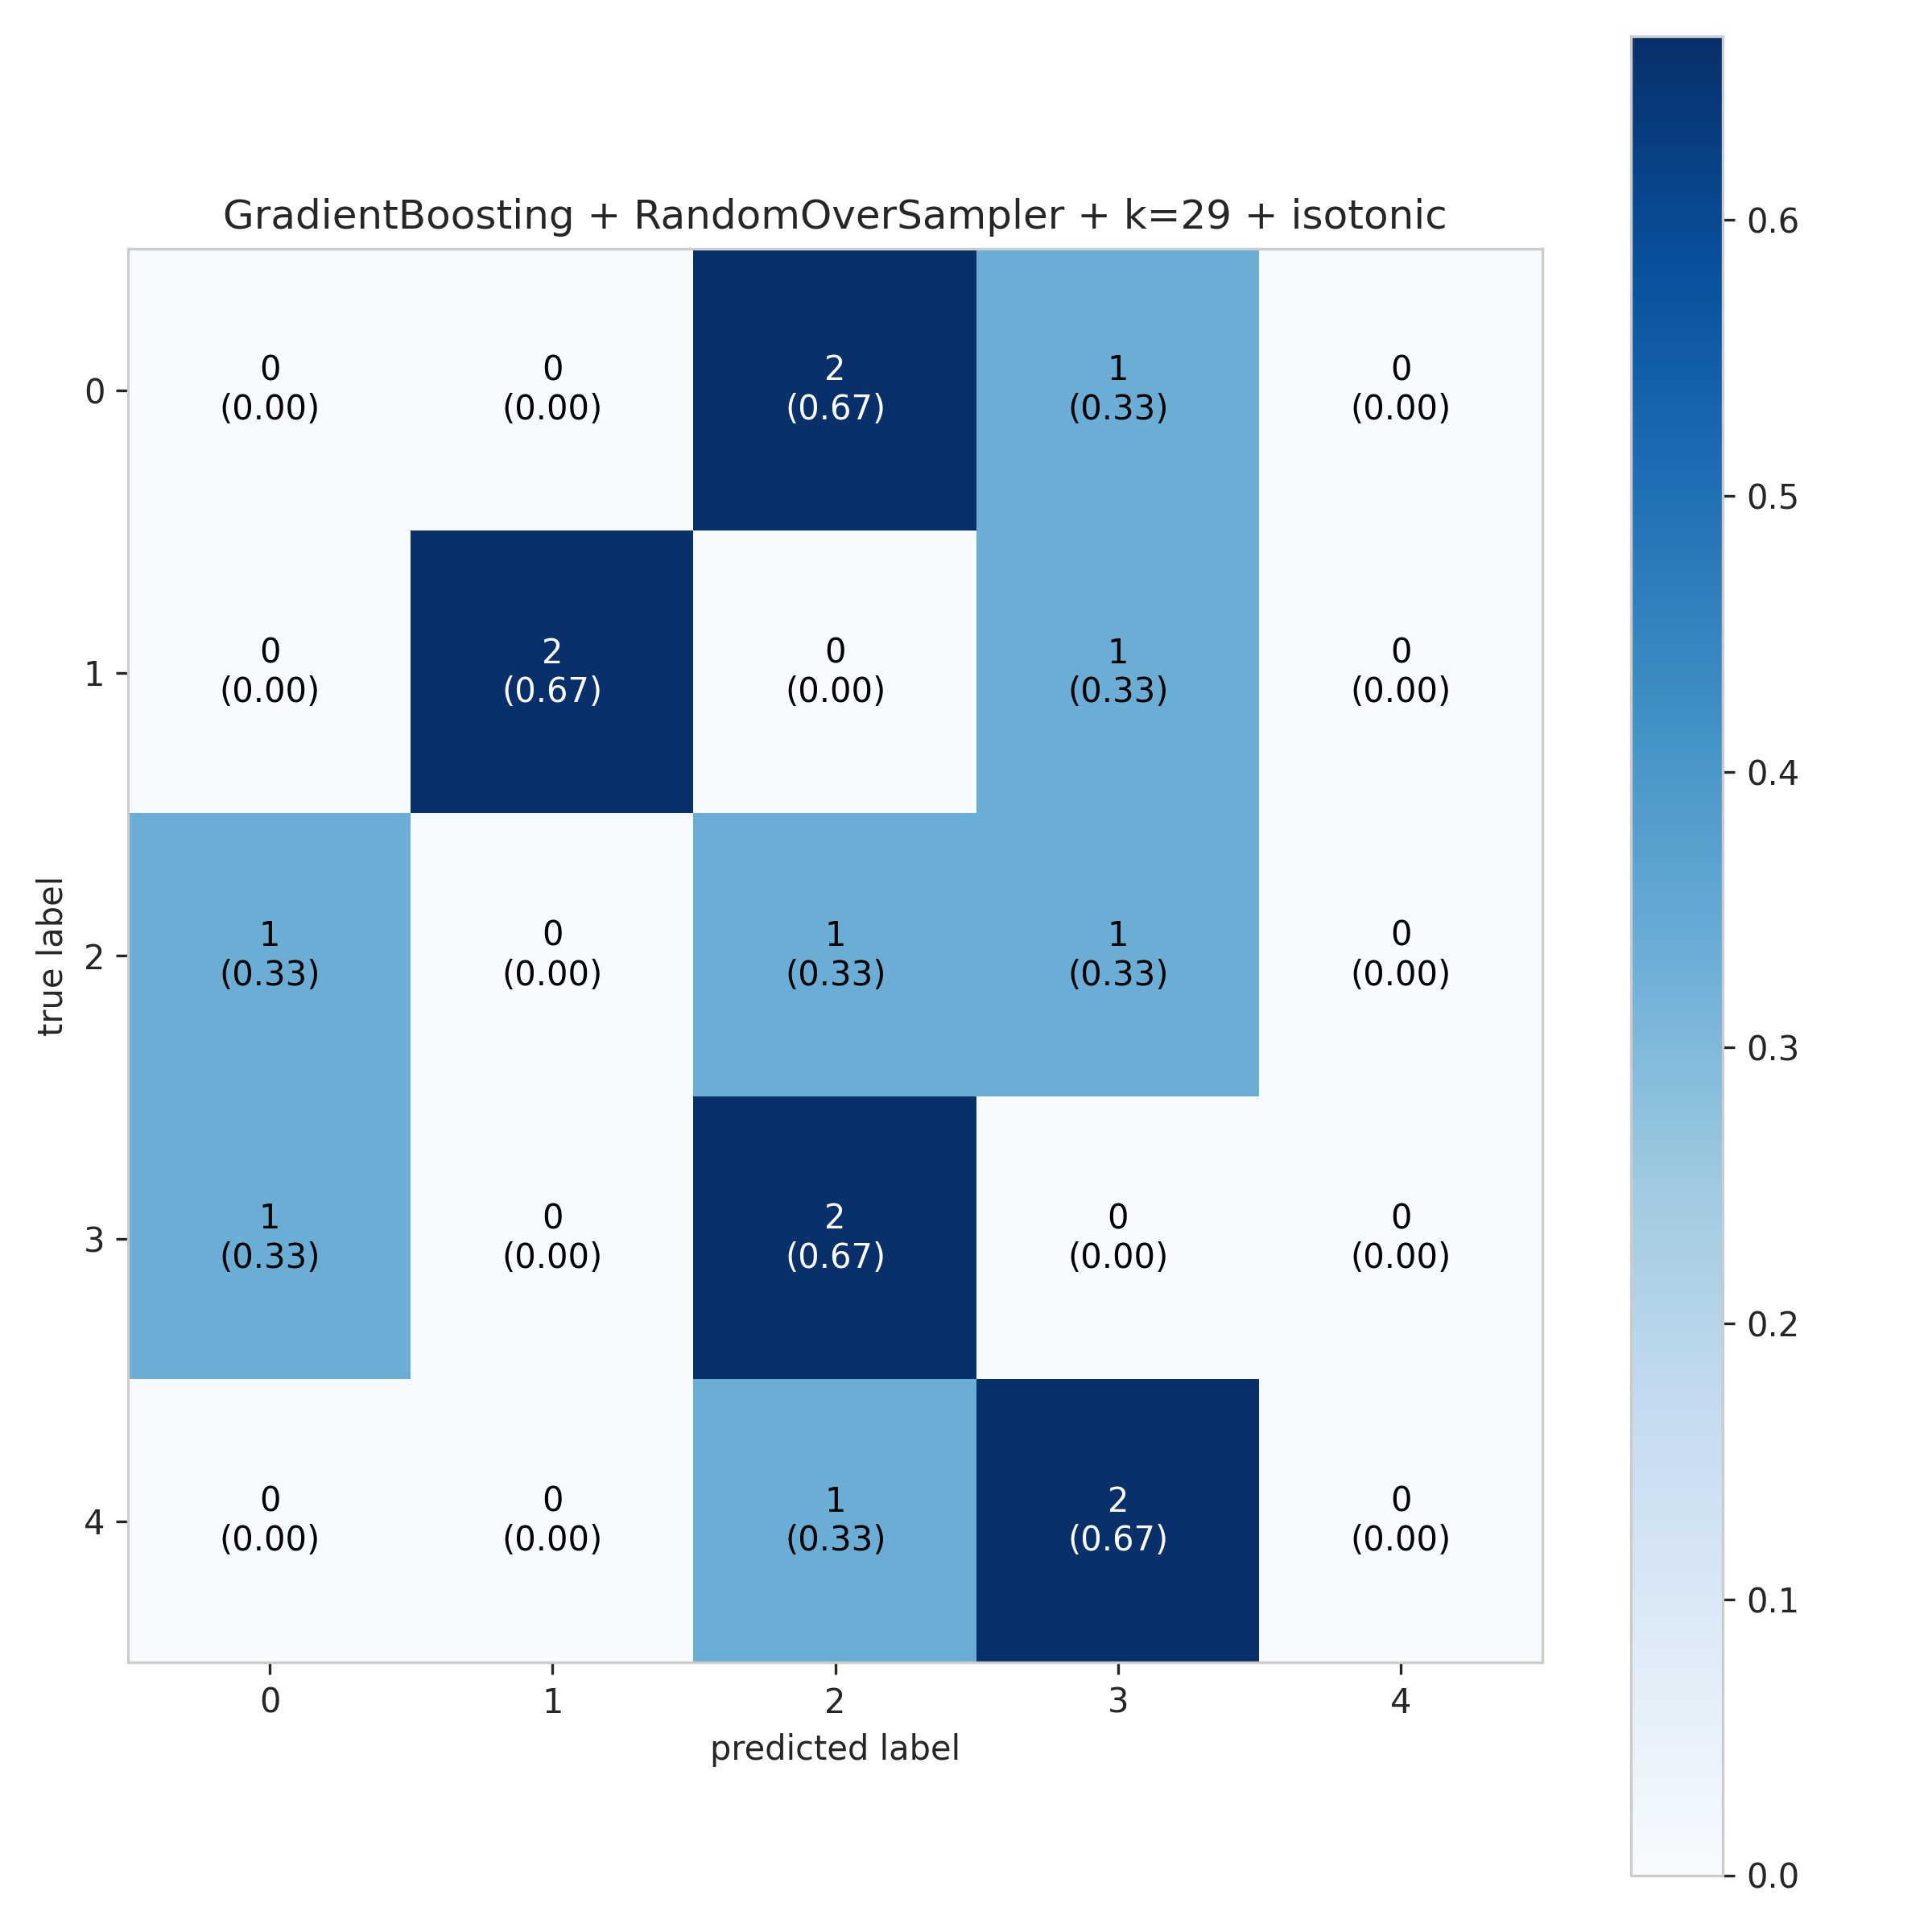 GradientBoosting + RandomOverSampler + k=29 + isotonic
0 0 2 1 0
(0.00) (0.00) (0.67) (0.33) (0.00)
0
0 2 0 1 0
(0.00) (0.67) (0.00) (0.33) (0.00)
1
1 0 1 1 0
(0.33) (0.00) (0.33) (0.33) (0.00)
2
1 0 2 0 0
(0.33) (0.00) (0.67) (0.00) (0.00)
3
0 0 1 2 0
(0.00) (0.00) (0.33) (0.67) (0.00)
4
true label
0 1 2 3 4
predicted label
0.6
0.5
0.4
0.3
0.2
0.1
0.0